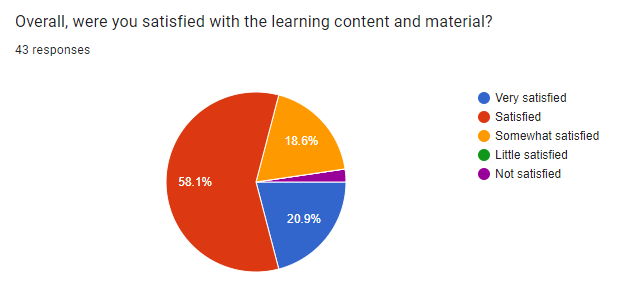 Overall, were you satisfied with the learning content and material?
43 responses
Very satisfied
Satisfied
Somewhat satisfied
Little satisfied
Not satisfied
18.6%
58.1%
20.9%